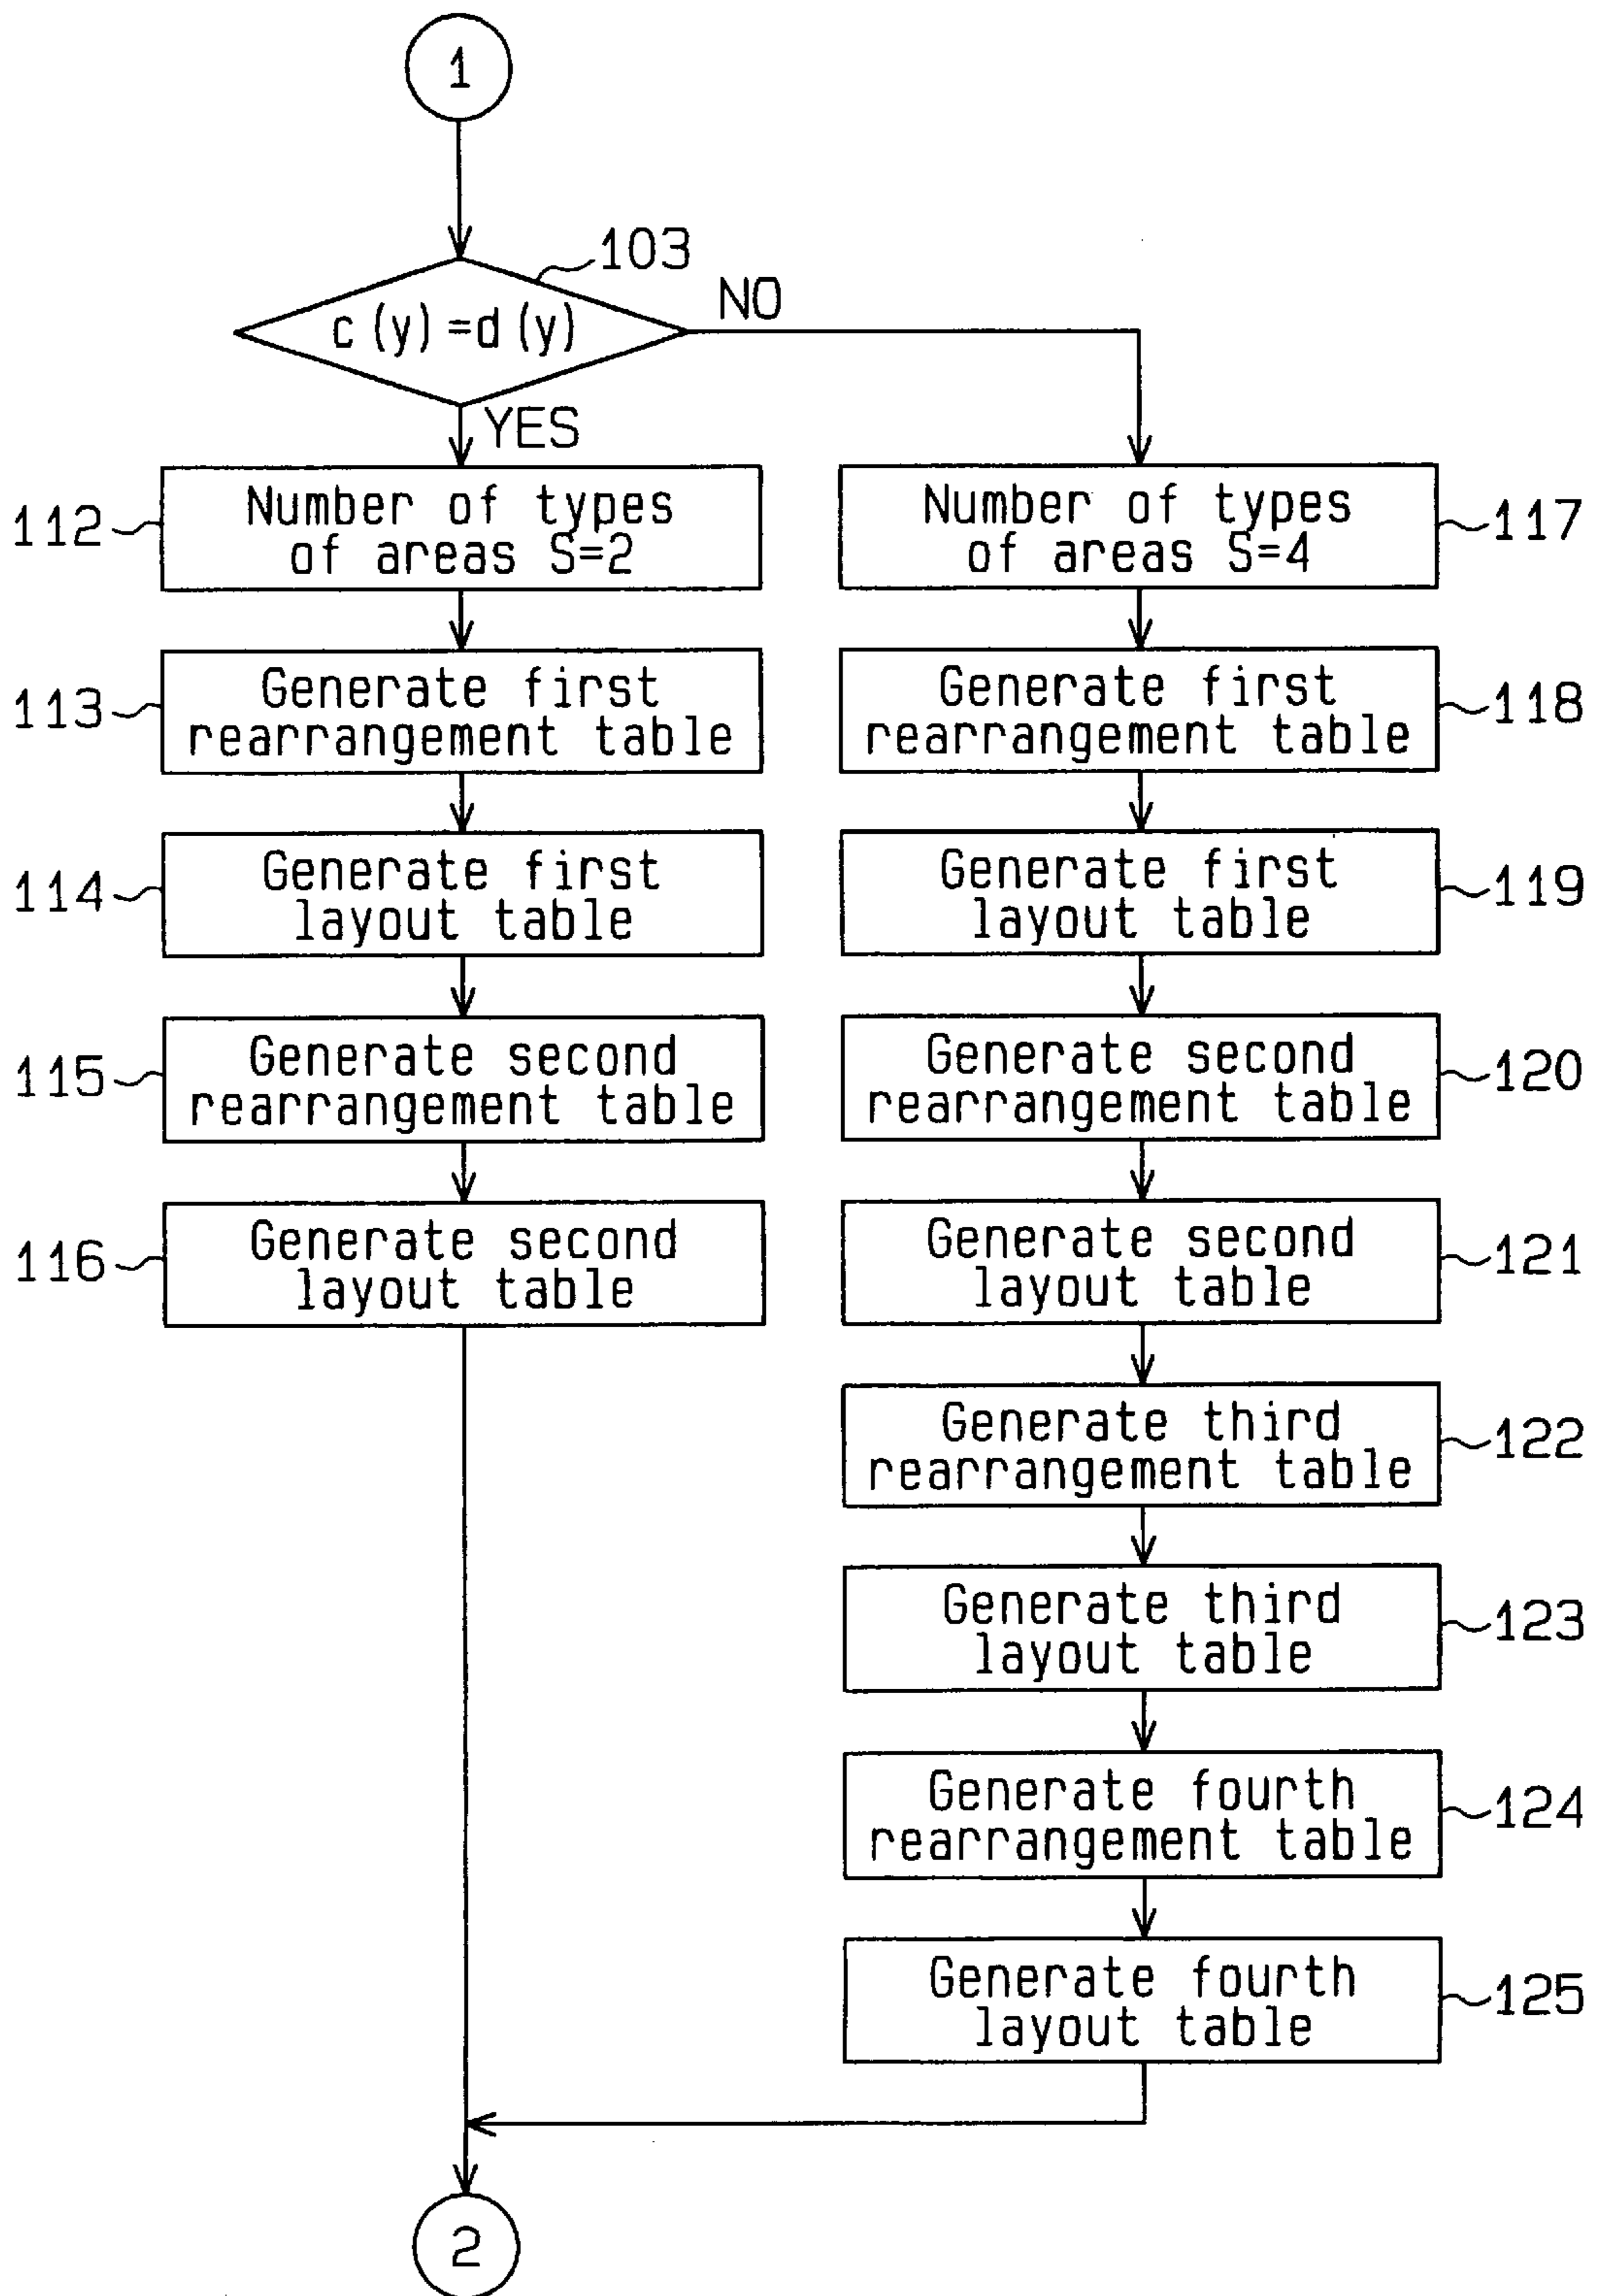 1
103
c (y) =d (y)
NO
YES
112
Number of types
of areas S=2
113
Generate first
rearrangement table
114
Generate first
layout table
115
Generate second
rearrangement table
116
Generate second
layout table
Number of types
of areas S=4
117
Generate first
rearrangement table
118
Generate first
layout table
119
Generate second
rearrangement table
120
Generate second
layout table
121
Generate third
rearrangement table
122
Generate third
layout table
123
Generate fourth
rearrangement table
124
Generate fourth
layout table
125
2